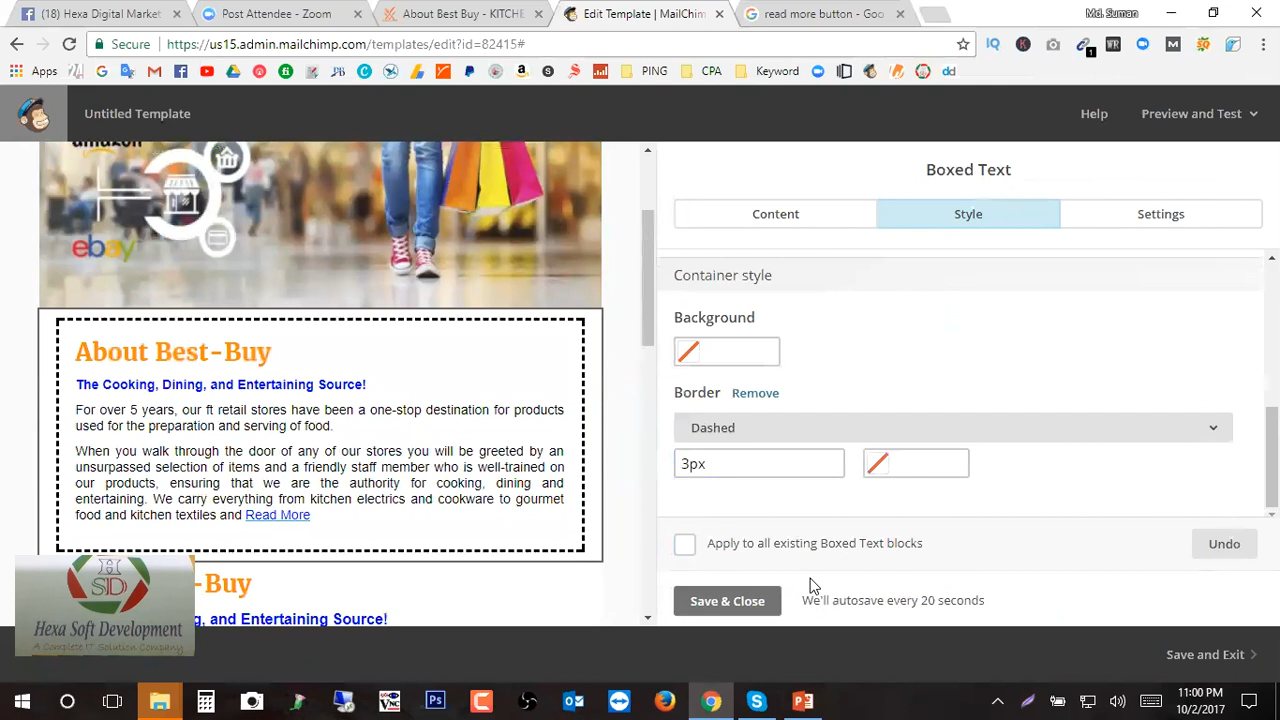 (18) Hexa Digital Market
Post Attendee - Zoom
About Best Buy - KITCHE
Edit Template | MailChim
read more button - Goo
Md. Suman
Secure
https://us15.admin.mailchimp.com/templates/edit?id=82415#
Apps
PING
CPA
Keyword
dd
Untitled Template
Help
Preview and Test
amazon
ebay
Boxed Text
Content
Style
Settings
Container style
Background
Border Remove
Dashed
3px
About Best-Buy
The Cooking, Dining, and Entertaining Source!
For over 5 years, our ft retail stores have been a one-stop destination for products
used for the preparation and serving of food.
When you walk through the door of any of our stores you will be greeted by an
unsurpassed selection of items and a friendly staff member who is well-trained on
our products, ensuring that we are the authority for cooking, dining and
entertaining. We carry everything from kitchen electrics and cookware to gourmet
food and kitchen textiles and Read More
-Buy
g, and Entertaining Source!
HSD
Hexa Soft Development
A Complete IT Solution Company
Apply to all existing Boxed Text blocks
Undo
Save & Close
We'll autosave every 20 seconds
Save and Exit
11:00 PM
10/2/2017